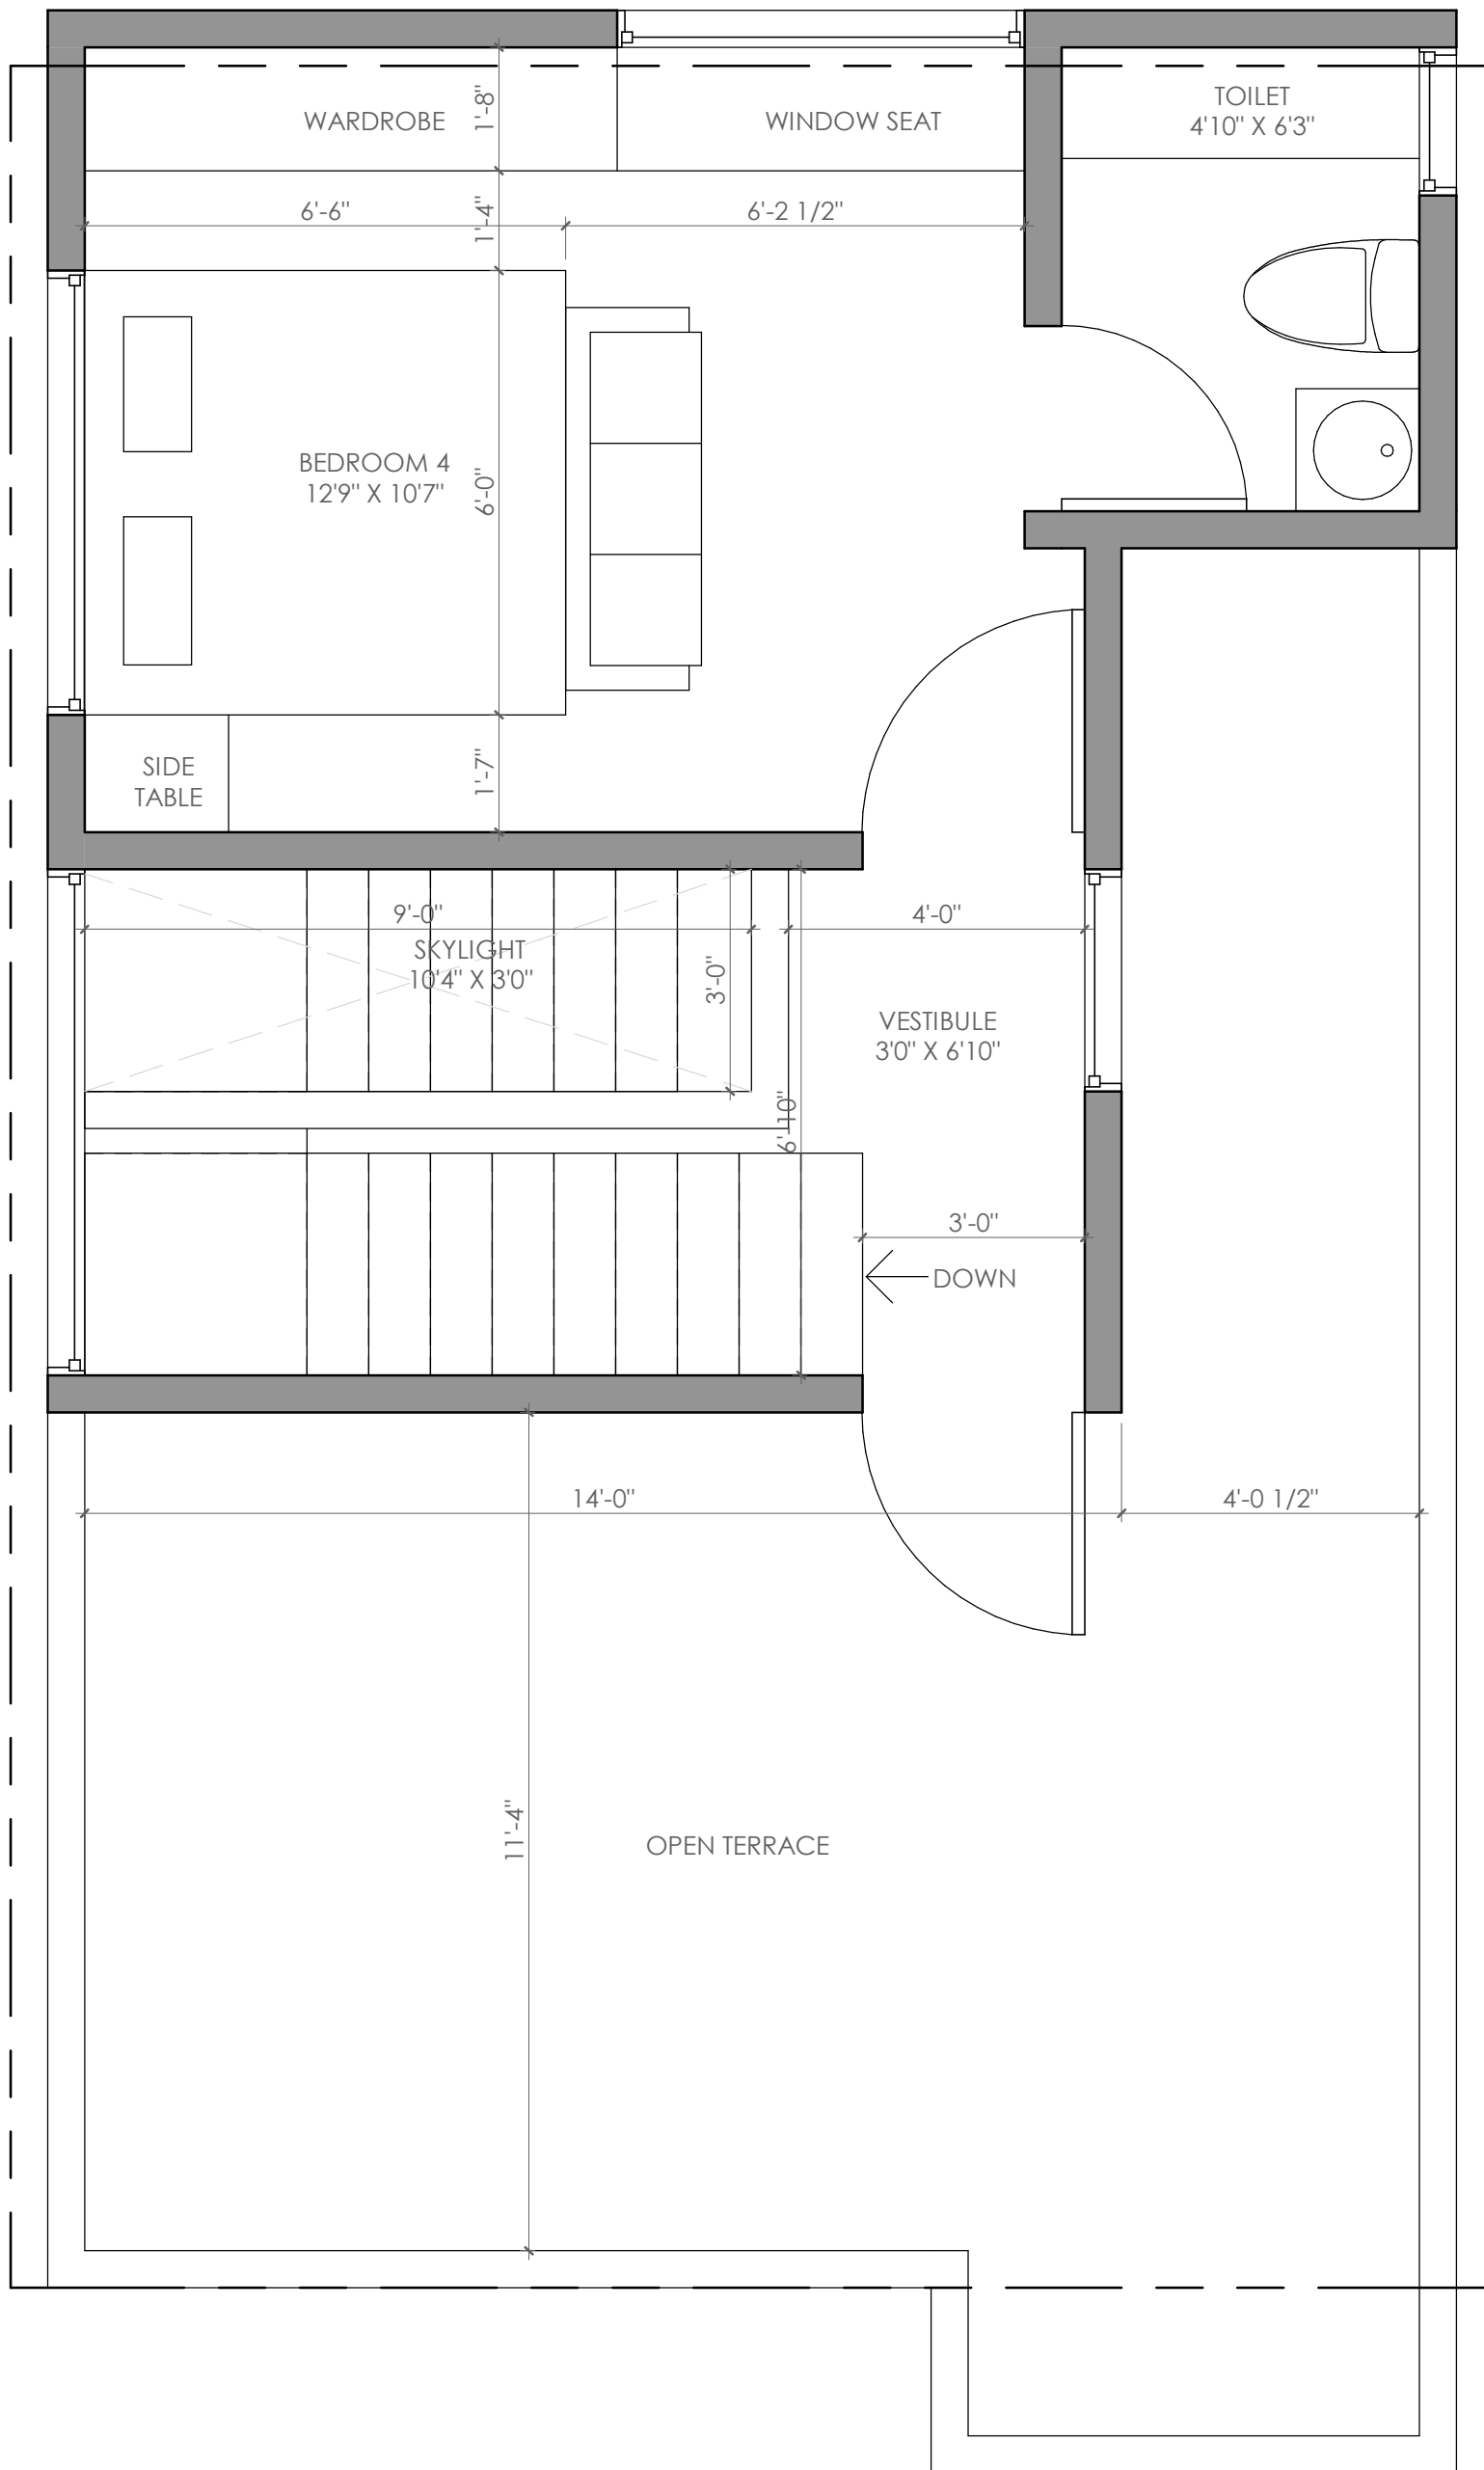 WARDROBE
1'-8"
WINDOW SEAT
TOILET
4'10" X 6'3"
6'-6"
1'-4"
6'-2 1/2"
BEDROOM 4
12'9" X 10'7"
6'-0"
SIDE
TABLE
1'-7"
9'-0"
SKYLIGHT
10'4" X 3'0"
3'-0"
4'-0"
VESTIBULE
3'0" X 6'10"
6'-10"
3'-0"
DOWN
14'-0"
4'-0 1/2"
11'-4"
OPEN TERRACE